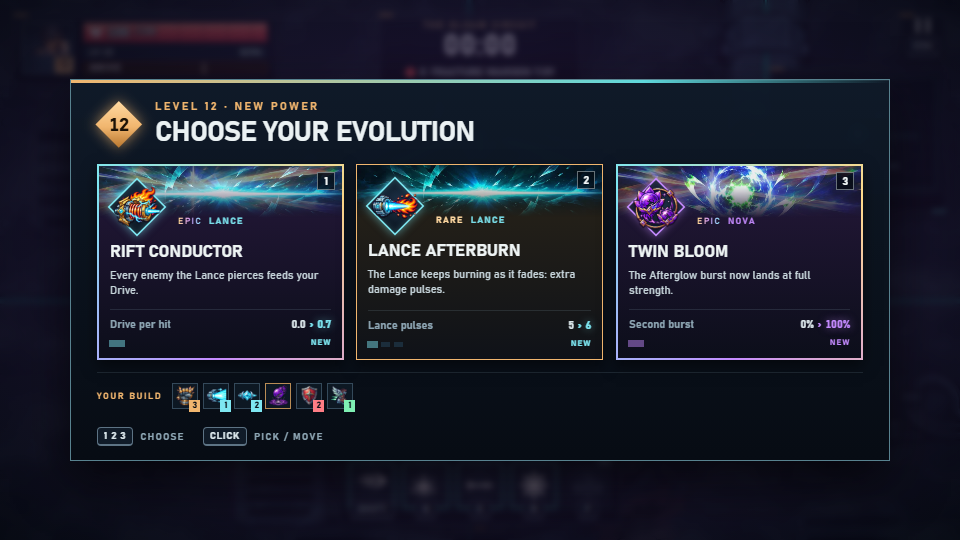 00:00
12
LEVEL 12 · NEW POWER
CHOOSE YOUR EVOLUTION
1
EPIC LANCE
RIFT CONDUCTOR
Every enemy the Lance pierces feeds your
Drive.
Drive per hit
0.0 › 0.7
NEW
2
RARE LANCE
LANCE AFTERBURN
The Lance keeps burning as it fades: extra
damage pulses.
Lance pulses
5 › 6
NEW
3
EPIC NOVA
TWIN BLOOM
The Afterglow burst now lands at full
strength.
Second burst
0% › 100%
NEW
YOUR BUILD
3
1
2
2
1
1 2 3 CHOOSE
CLICK PICK / MOVE